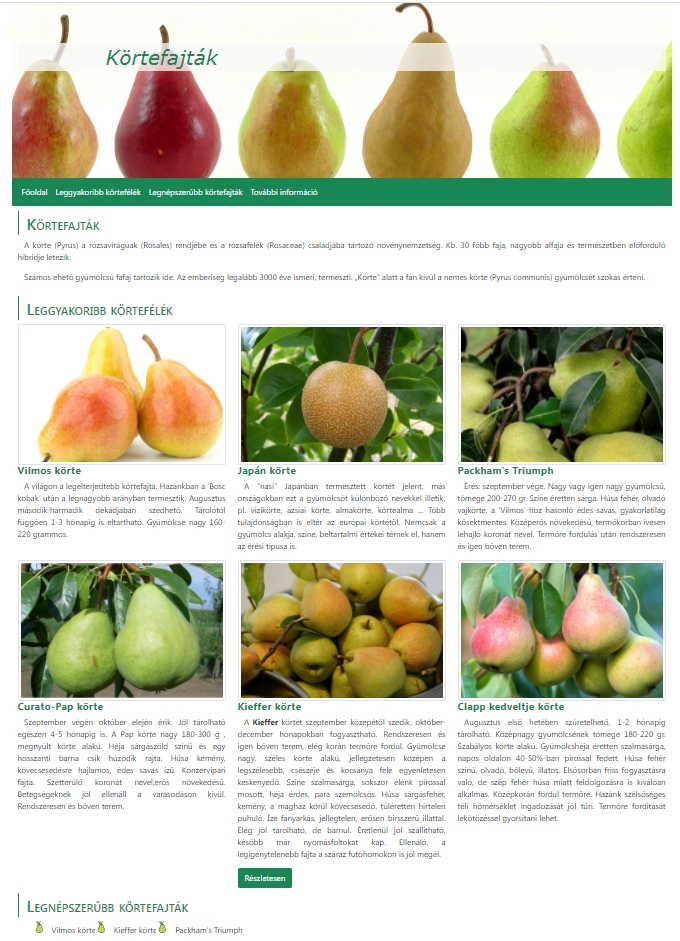 Körtefajták
Főoldal Leggyakoribb körtefélék Legnépszerűbb körtefajták További információ
Körtefajták
A körte (Pyrus) a rózsavirágúak (Rosales) rendjébe és a rózsafélék (Rosaceae) családjába tartozó növénynemzetség. Kb. 30 főbb faja, nagyobb alfaja és természetben előforduló
hibridje létezik.
Számos ehető gyümölcsű fafaj tartozik ide. Az emberiség legalább 3000 éve ismeri, termeszti. „Körte” alatt a fán kívül a nemes körte (Pyrus communis) gyümölcsét szokás érteni.
Leggyakoribb körtefélék
Vilmos körte
A világon a legelterjedtebb körtefajta. Hazánkban a 'Bosc
kobak' után a legnagyobb arányban termesztik. Augusztus
második-harmadik dekádjában szedhető. Tárolótól
függően 1-3 hónapig is eltartható. Gyümölcse nagy 160-
220 grammos.
Japán körte
A "nasi" Japánban termesztett körtét jelent, más
országokban ezt a gyümölcsöt különböző nevekkel illetik,
pl. vízikörte, ázsiai körte, almakörte, körtealma ... Több
tulajdonságban is eltér az európai körtétől. Nemcsak a
gyümölcs alakja, színe, beltartalmi értékei térnek el, hanem
az érési típusa is.
Packham's Triumph
Érés: szeptember vége. Nagy vagy igen nagy gyümölcsű,
tömege 200-270 gr. Színe éretten sárga. Húsa fehér, olvadó
vajkörte, a 'Vilmos'-hoz hasonló édes-savas, gyakorlatilag
kősektmentes. Középerős növekedésű, termőkorban ívesen
lehajló koronát nevel. Termőre fordulás után rendszeresen
és igen bőven terem.
Curato-Pap körte
Szeptember végén október elején érik. Jól tárolható
egészen 4-5 hónapig is. A Pap körte nagy 180-300 g ,
megnyúlt körte alakú. Héja sárgászöld színű és egy
hosszanti barna csík húzódik rajta. Húsa kemény,
kövecsesedésre hajlamos, édes savas ízű. Konzervipari
fajta. Szétterülő koronát nevel,erős növekedésű.
Betegségeknek jól ellenáll a varasodáson kívül.
Rendszeresen és bőven terem.
Kieffer körte
A Kieffer körtét szeptember közepétől szedik, október-
december hónapokban fogyasztható. Rendszeresen és
igen bőven terem, elég korán termőre fordul. Gyümölcse
nagy, széles körte alakú, jellegzetesen középen a
legszélesebb, csészéje és kocsánya felé egyenletesen
keskenyedő. Színe szalmasárga, sokszor élénk pirossal
mosott, héja érdes, para szemölcsös. Húsa sárgásfehér,
kemény, a magház körül kövecsesedő, túléretten hirtelen
puhuló. Íze fanyarkás, jellegtelen, erősen birsszerű illattal.
Elég jól tárolható, de barnul. Éretlenül jól szállítható,
később már nyomásfoltokat kap. Ellenálló, a
legigénytelenebb fajta a száraz futóhomokon is jól megél.
Részletesen
Clapp kedveltje körte
Augusztus első hetében szüretelhető, 1-2 hónapig
tárolható. Középnagy gyümölcsének tömege 180-220 gr.
Szabályos körte alakú. Gyümölcshéja éretten szalmasárga,
napos oldalon 40-50%-ban pirossal fedett. Húsa fehér
színű, olvadó, bőlevű, illatos. Elsősorban friss fogyasztásra
való, de szép fehér húsa miatt feldolgozásra is kiválóan
alkalmas. Középkorán fordul termőre. Hazánk szélsőséges
téli hőmérséklet ingadozását jól tűri. Termőre fordítását
lekötözéssel gyorsítani lehet.
Legnépszerűbb körtefajták
Vilmos körte Kieffer körte Packham's Triumph